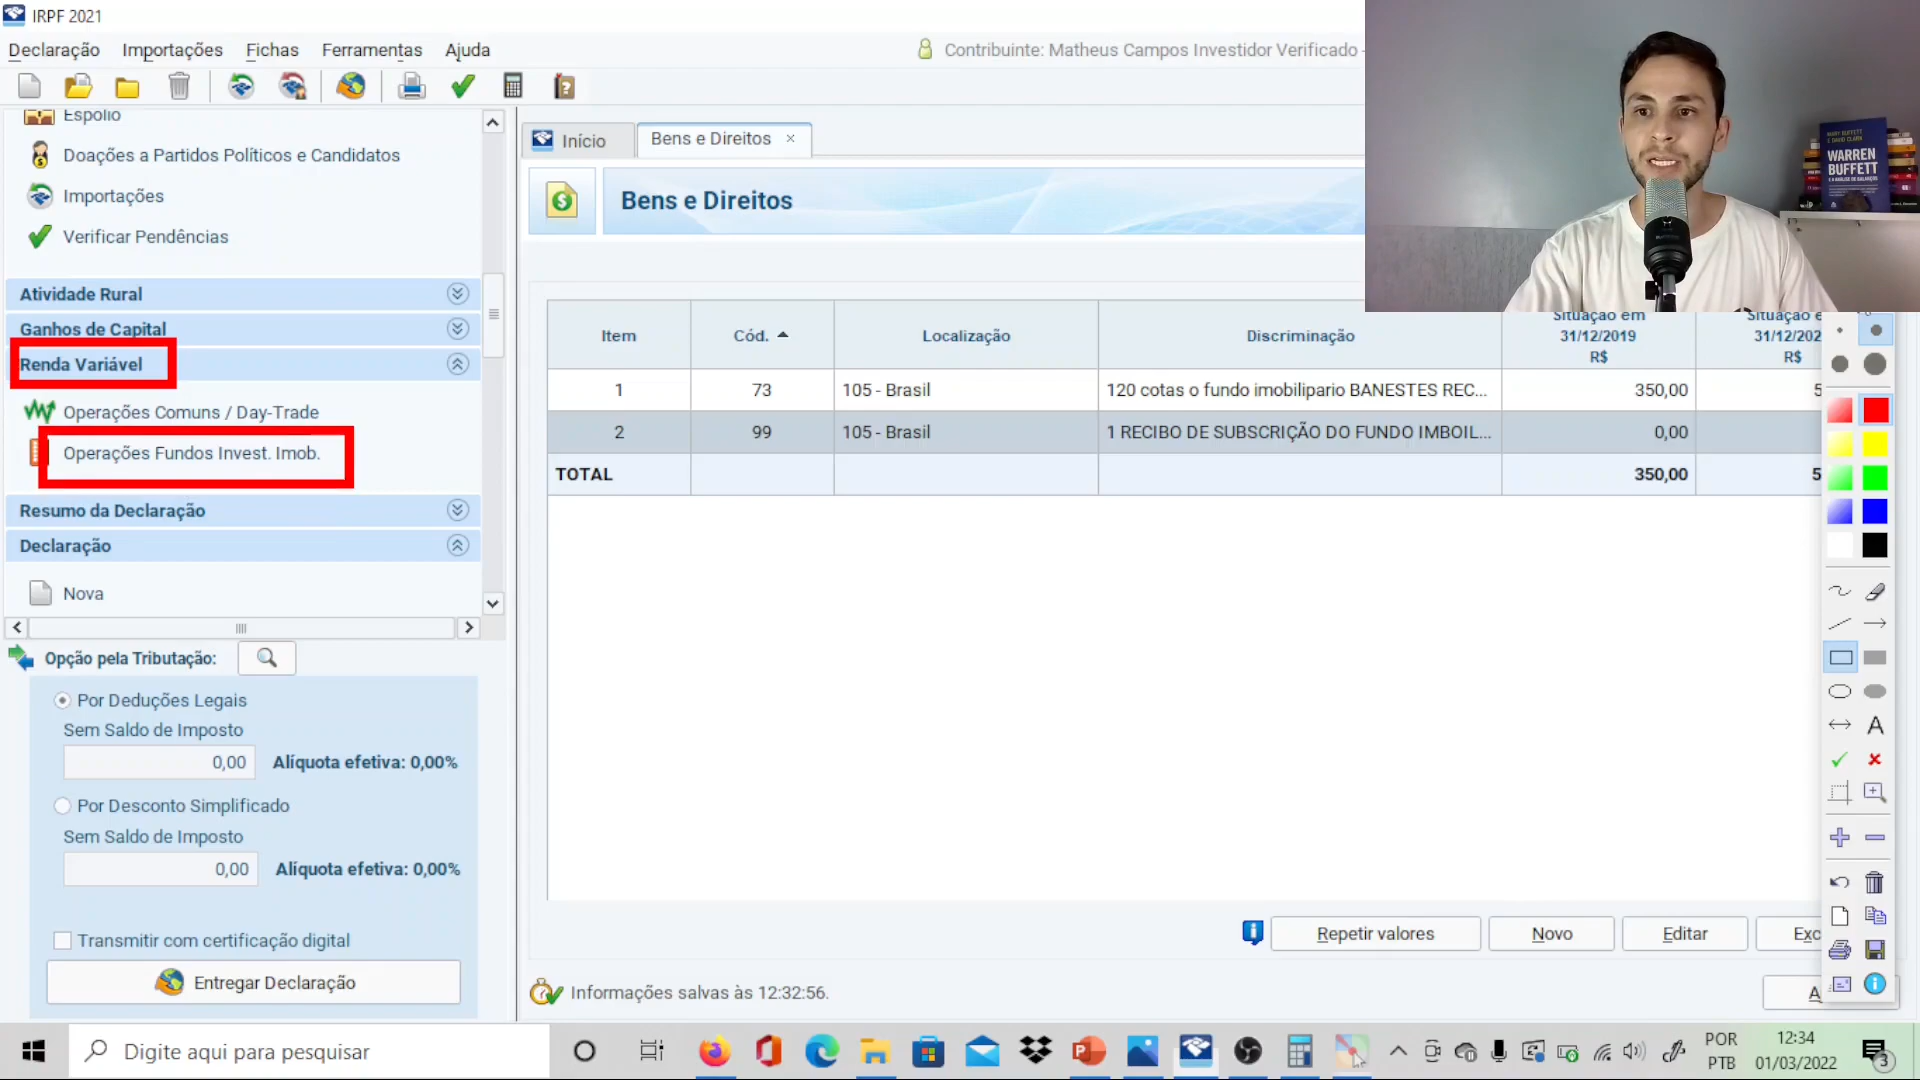 IRPF 2021
Declaração Importações Fichas Ferramentas Ajuda
Contribuinte: Matheus Campos Investidor Verificado -
Espólio
Doações a Partidos Políticos e Candidatos
Importações
Verificar Pendências
Atividade Rural
Ganhos de Capital
Renda Variável
Operações Comuns / Day-Trade
Operações Fundos Invest. Imob.
Resumo da Declaração
Declaração
Nova
Opção pela Tributação:
Por Deduções Legais
Sem Saldo de Imposto
0,00 Alíquota efetiva: 0,00%
Por Desconto Simplificado
Sem Saldo de Imposto
0,00 Alíquota efetiva: 0,00%
Transmitir com certificação digital
Entregar Declaração
Início Bens e Direitos ×
Bens e Direitos
Item Cód. Localização Discriminação Situação em 31/12/2019 R$ Situação e 31/12/202 R$
1 73 105 - Brasil 120 cotas o fundo imobilipario BANESTES REC... 350,00 5
2 99 105 - Brasil 1 RECIBO DE SUBSCRIÇÃO DO FUNDO IMBOIL... 0,00
TOTAL 350,00 5
Repetir valores Novo Editar Exc
Informações salvas às 12:32:56.
A
WARREN
BUFFETT
A
Digite aqui para pesquisar
POR
PTB
12:34
01/03/2022
3